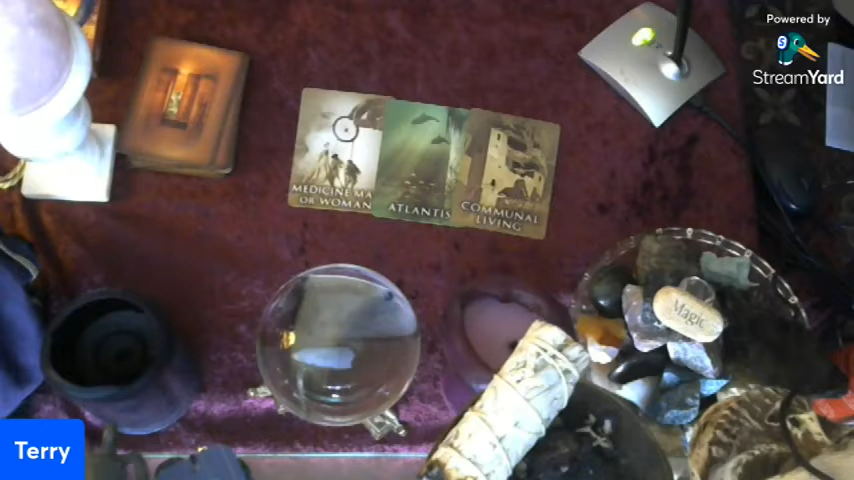 Powered by
S
StreamYard
MEDICINE MA
OR WOMAN
ATLANTIS
COMMUNAL
LIVING
Magic
Terry